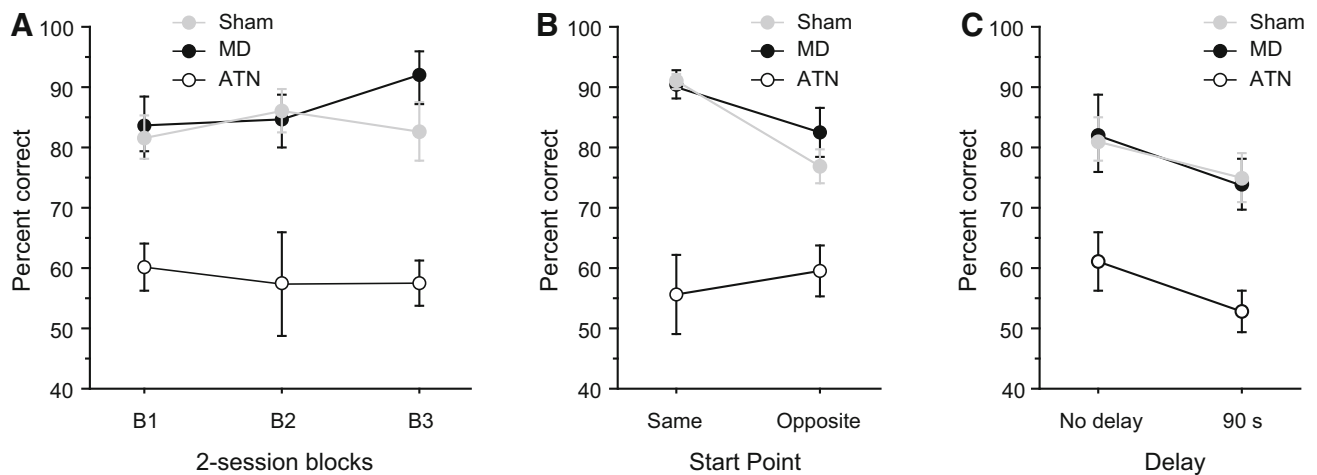 A
Sham
MD
ATN
100
90
80
70
60
50
40
Percent correct
B1 B2 B3
2-session blocks
B
Sham
MD
ATN
100
90
80
70
60
50
40
Percent correct
Same Opposite
Start Point
C
Sham
MD
ATN
100
90
80
70
60
50
40
Percent correct
No delay 90 s
Delay